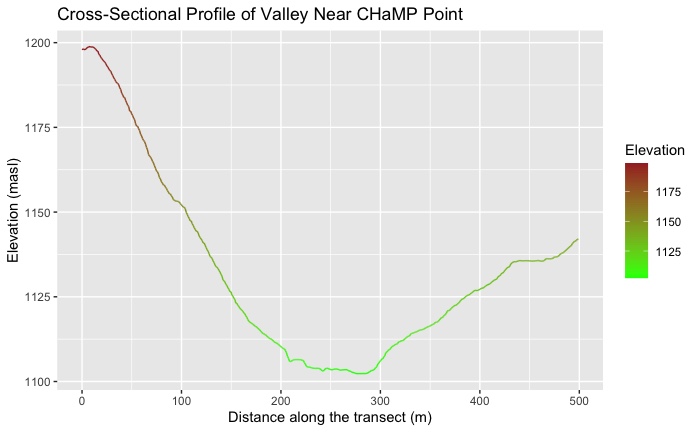 Cross-Sectional Profile of Valley Near CHaMP Point
1200
1175
1150
1125
1100
Elevation (masl)
0 100 200 300 400 500
Distance along the transect (m)
Elevation
1175
1150
1125